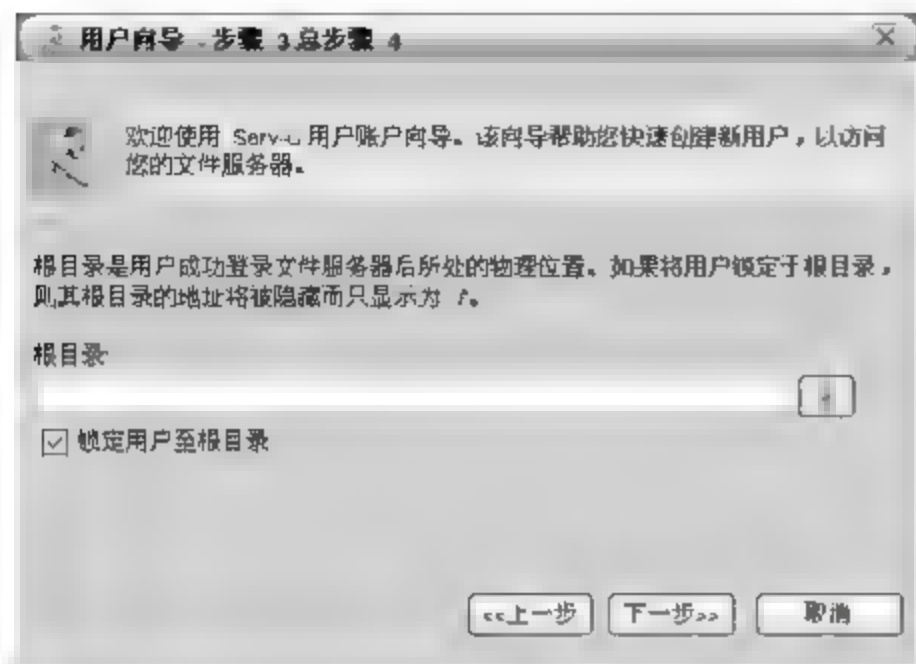 用户向导 - 步骤 3总步骤 4
欢迎使用 Serv-U 用户账户向导。该向导帮助您快速创建新用户，以访问
您的文件服务器。
根目录是用户成功登录文件服务器后所处的物理位置。如果将用户锁定于根目录，
则其根目录的地址将被隐藏而只显示为 /。
根目录:
锁定用户至根目录
<<上一步 下一步>> 取消